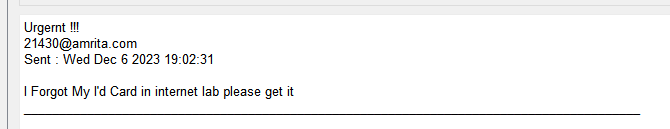 Urgernt !!!
21430@amrita.com
Sent : Wed Dec 6 2023 19:02:31
I Forgot My I'd Card in internet lab please get it